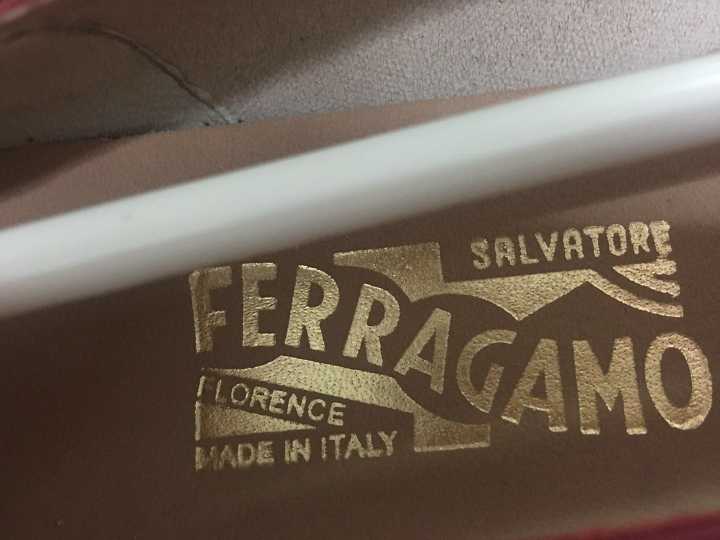 SALVATORE
FERRAGAMO
FLORENCE
MADE IN ITALY